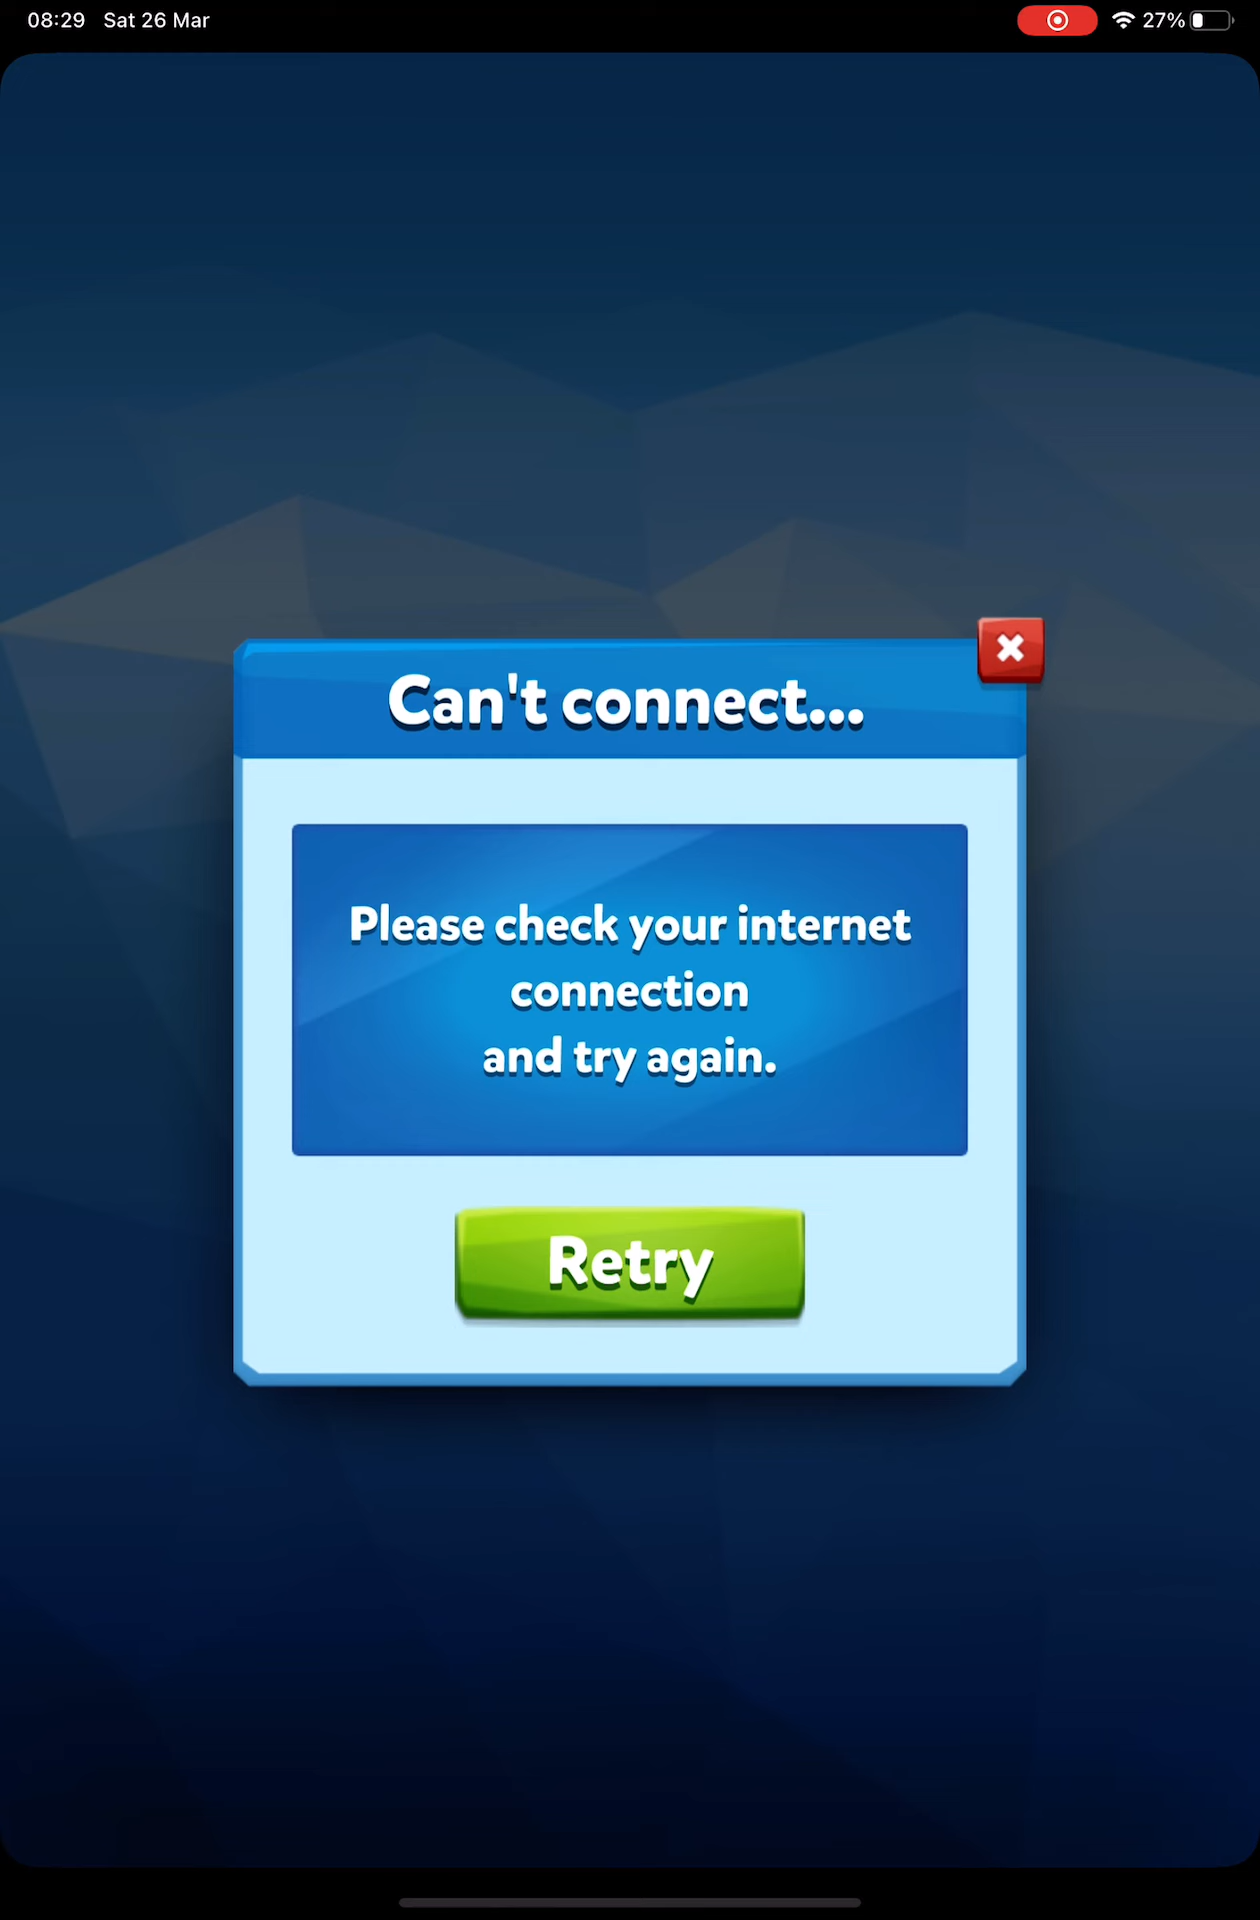 08:29 Sat 26 Mar 27%
Can't connect...
Please check your internet
connection
and try again.
Retry